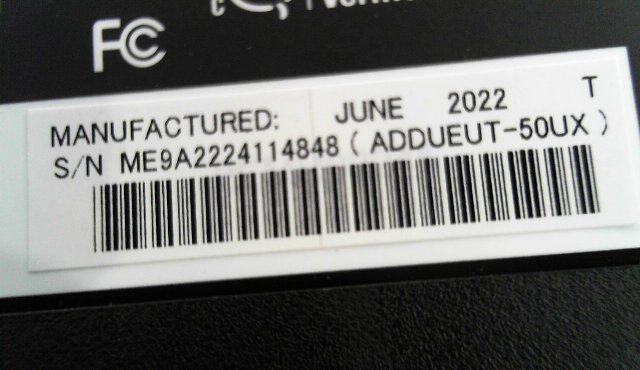 FC
MANUFACTURED: JUNE 2022 T
S/N ME9A2224114848 ( ADDUEUT-50UX )